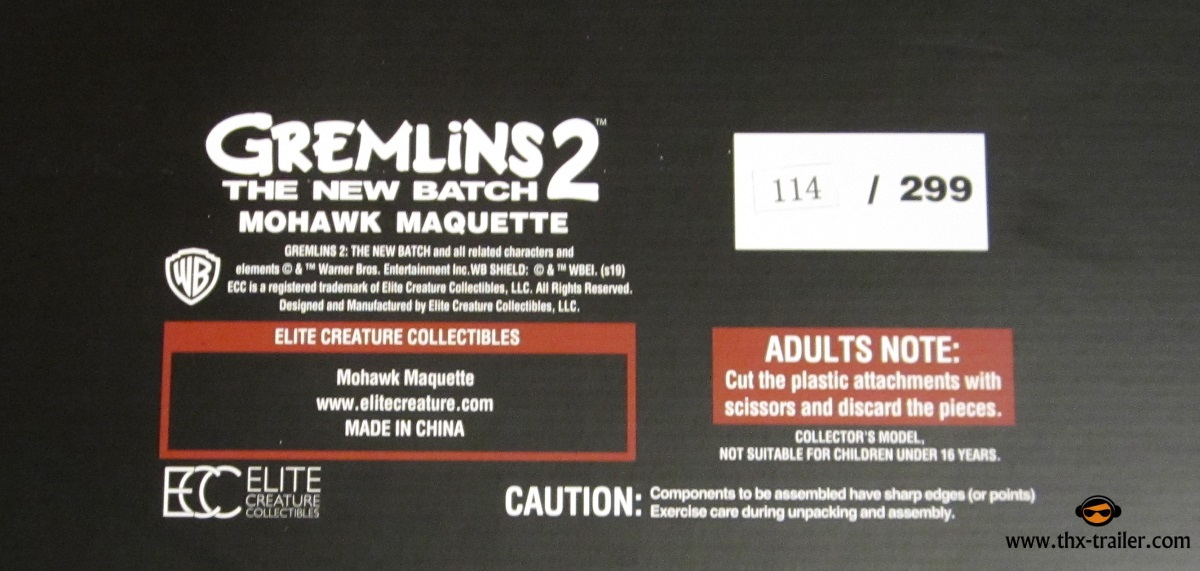 GREMLiNS 2™
THE NEW BATCH
MOHAWK MAQUETTE
WB
GREMLINS 2: THE NEW BATCH and all related characters and
elements © & ™ Warner Bros. Entertainment Inc.WB SHIELD: © & ™ WBEI. (s19)
ECC is a registered trademark of Elite Creature Collectibles, LLC. All Rights Reserved.
Designed and Manufactured by Elite Creature Collectibles, LLC.
ELITE CREATURE COLLECTIBLES
Mohawk Maquette
www.elitecreature.com
MADE IN CHINA
ECC ELITE
CREATURE
COLLECTIBLES
114 / 299
ADULTS NOTE:
Cut the plastic attachments with
scissors and discard the pieces.
COLLECTOR'S MODEL,
NOT SUITABLE FOR CHILDREN UNDER 16 YEARS.
CAUTION: Components to be assembled have sharp edges (or points)
Exercise care during unpacking and assembly.
www.thx-trailer.com